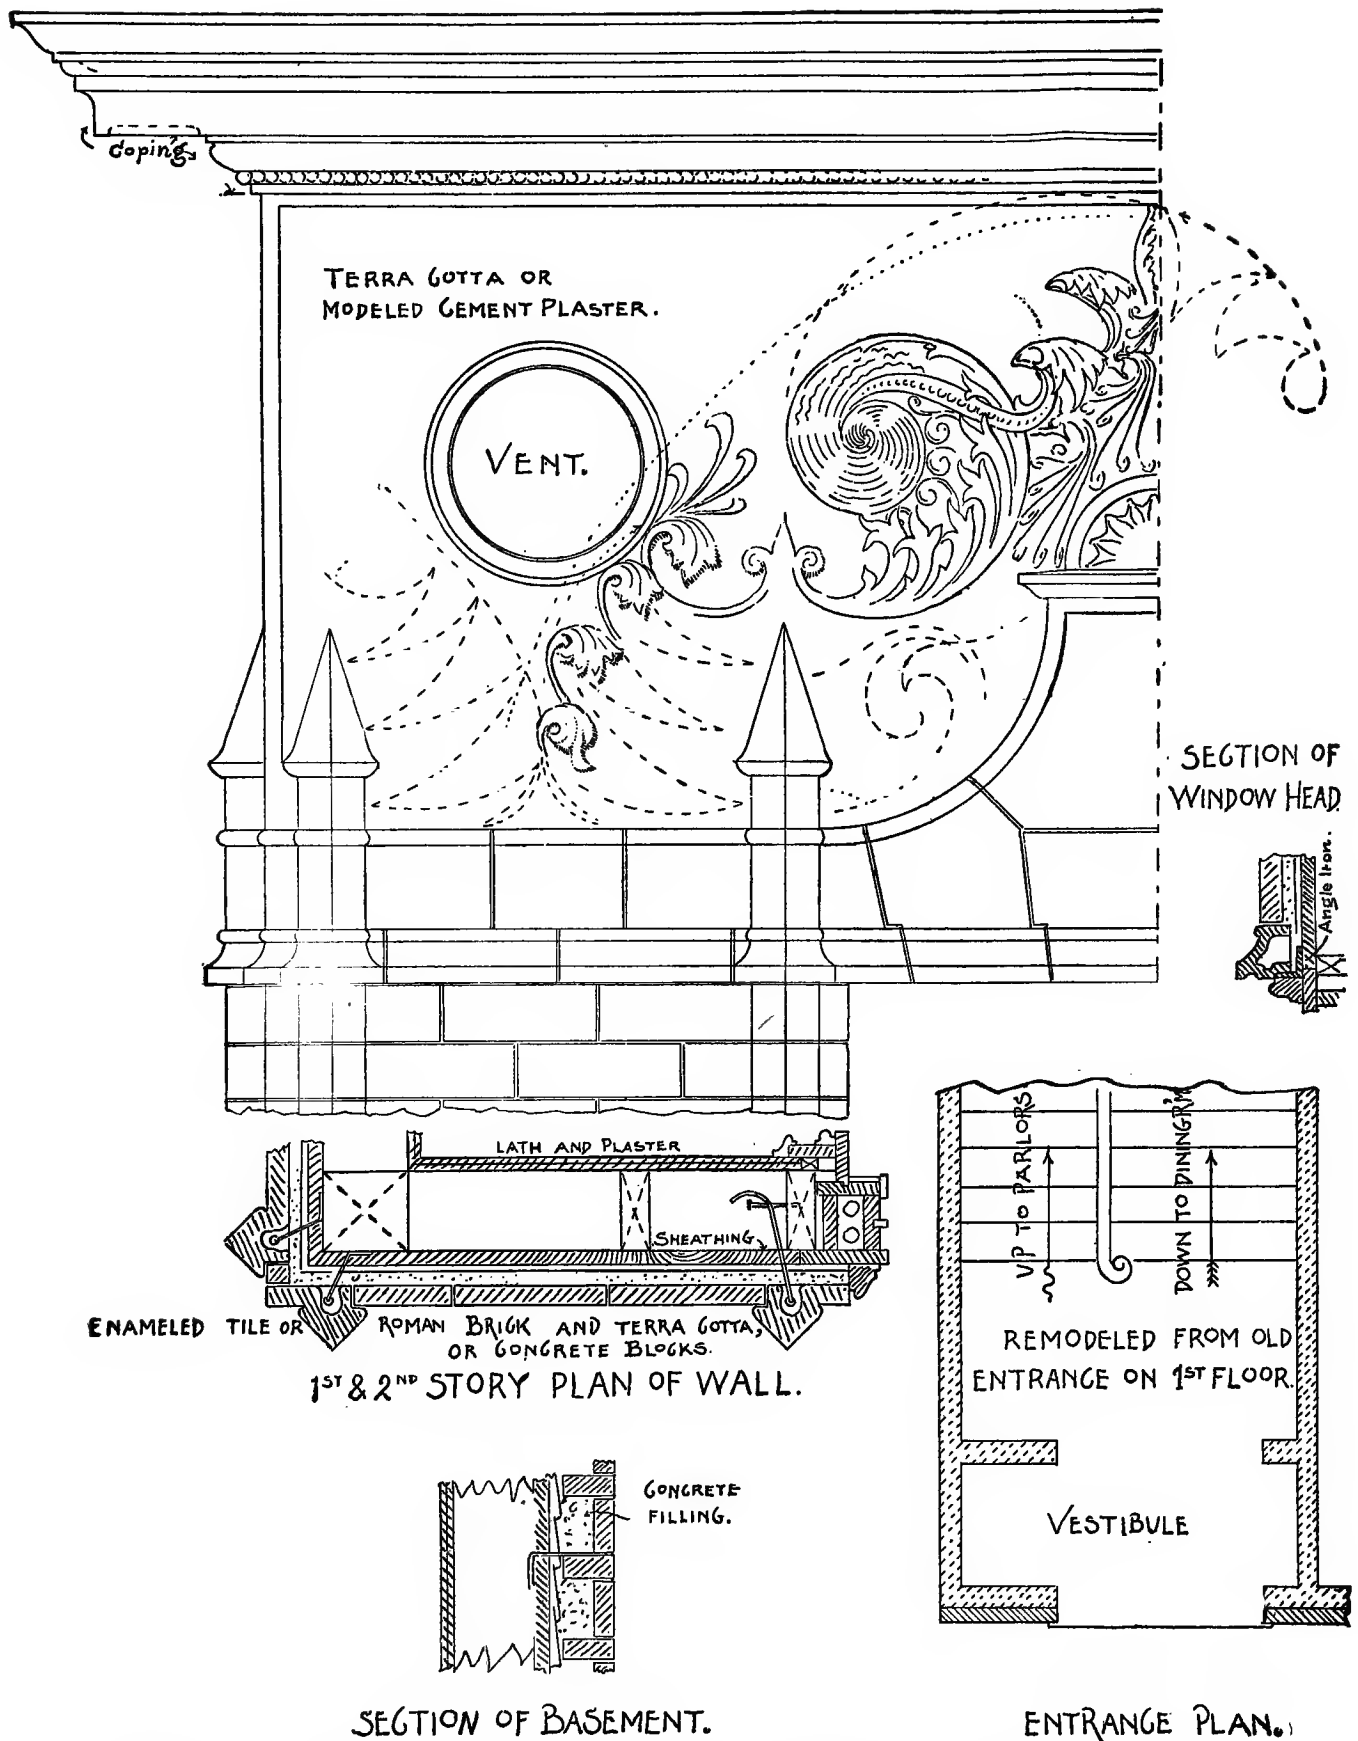 Coping
TERRA COTTA OR
MODELED CEMENT PLASTER.
VENT.
SECTION OF
WINDOW HEAD.
Angle Iron.
LATH AND PLASTER
SHEATHING
ENAMELED TILE OR ROMAN BRICK AND TERRA COTTA,
OR CONCRETE BLOCKS.
1ST & 2ND STORY PLAN OF WALL.
UP TO PARLORS
DOWN TO DINING R'M
REMODELED FROM OLD
ENTRANCE ON 1ST FLOOR.
VESTIBULE
CONCRETE
FILLING.
SECTION OF BASEMENT.
ENTRANCE PLAN.